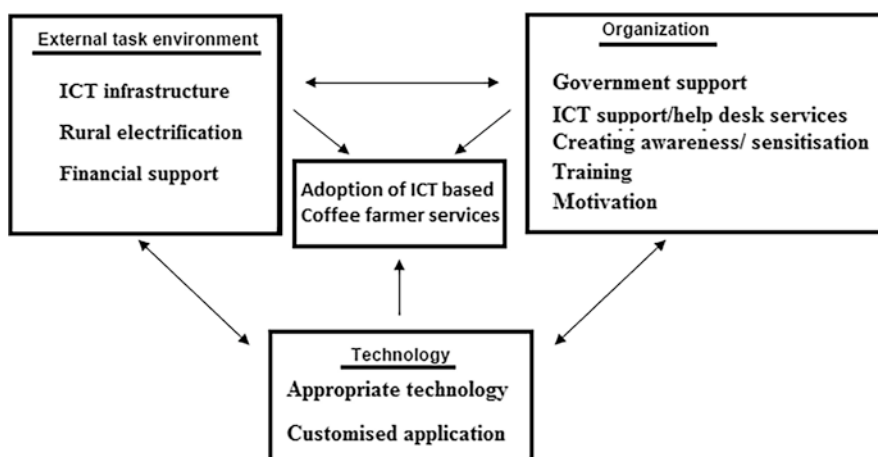 External task environment
ICT infrastructure
Rural electrification
Financial support
Organization
Government support
ICT support/help desk services
Creating awareness/ sensitisation
Training
Motivation
Adoption of ICT based
Coffee farmer services
Technology
Appropriate technology
Customised application